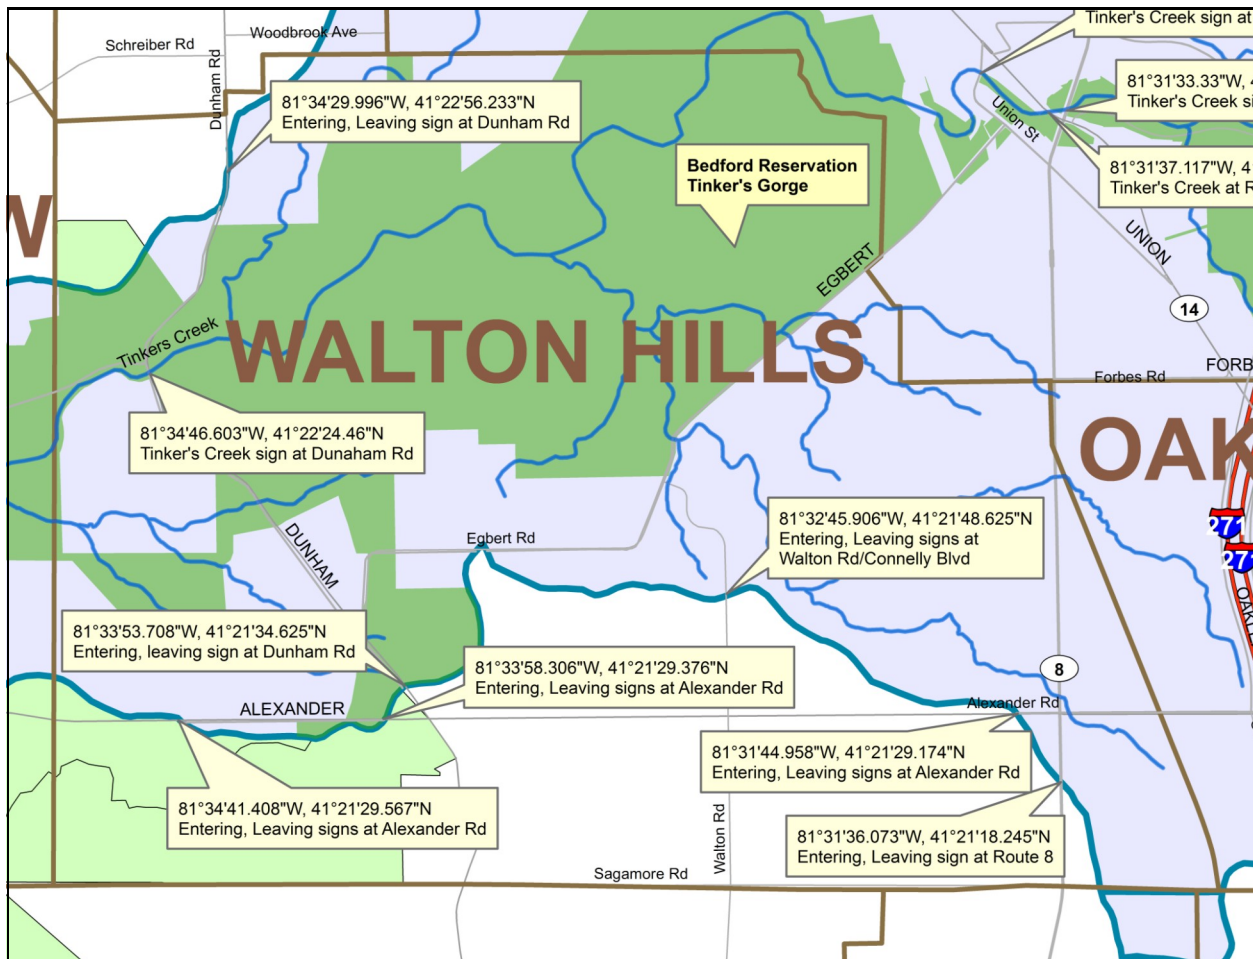 Tinker's Creek sign at
Schreiber Rd
Woodbrook Ave
Dunham Rd
81°34'29.996"W, 41°22'56.233"N
Entering, Leaving sign at Dunham Rd
81°31'33.33"W, 4
Tinker's Creek si
Union St
Bedford Reservation
Tinker's Gorge
81°31'37.117"W, 4
Tinker's Creek at R
W
UNION
EGBERT
14
Tinkers Creek
WALTON HILLS
FORB
Forbes Rd
81°34'46.603"W, 41°22'24.46"N
Tinker's Creek sign at Dunaham Rd
OAK
271
271
81°32'45.906"W, 41°21'48.625"N
Entering, Leaving signs at
Walton Rd/Connelly Blvd
Egbert Rd
DUNHAM
81°33'53.708"W, 41°21'34.625"N
Entering, leaving sign at Dunham Rd
81°33'58.306"W, 41°21'29.376"N
Entering, Leaving signs at Alexander Rd
8
ALEXANDER
Alexander Rd
81°31'44.958"W, 41°21'29.174"N
Entering, Leaving signs at Alexander Rd
81°34'41.408"W, 41°21'29.567"N
Entering, Leaving signs at Alexander Rd
Walton Rd
81°31'36.073"W, 41°21'18.245"N
Entering, Leaving sign at Route 8
Sagamore Rd